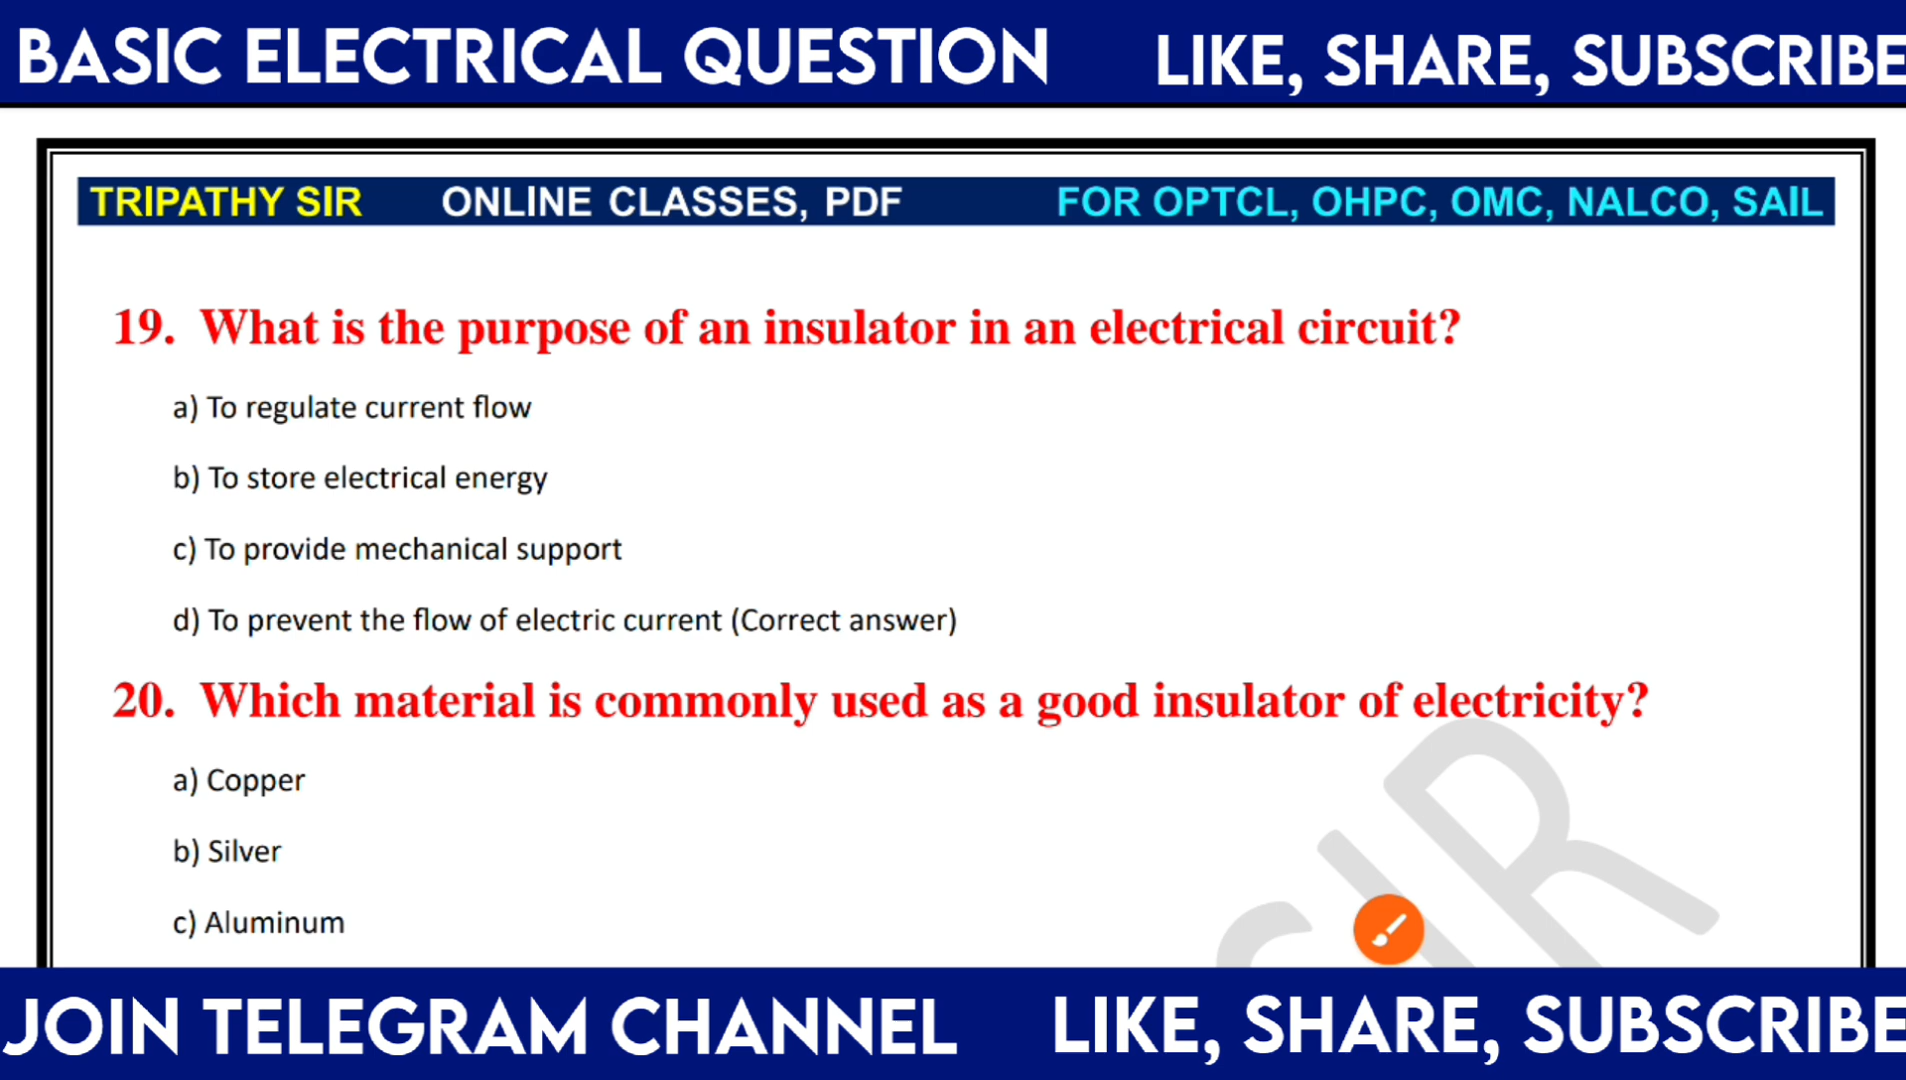 BASIC ELECTRICAL QUESTION LIKE, SHARE, SUBSCRIBE
TRIPATHY SIR ONLINE CLASSES, PDF FOR OPTCL, OHPC, OMC, NALCO, SAIL
19. What is the purpose of an insulator in an electrical circuit?
a) To regulate current flow
b) To store electrical energy
c) To provide mechanical support
d) To prevent the flow of electric current (Correct answer)
20. Which material is commonly used as a good insulator of electricity?
a) Copper
b) Silver
c) Aluminum
SIR
JOIN TELEGRAM CHANNEL LIKE, SHARE, SUBSCRIBE